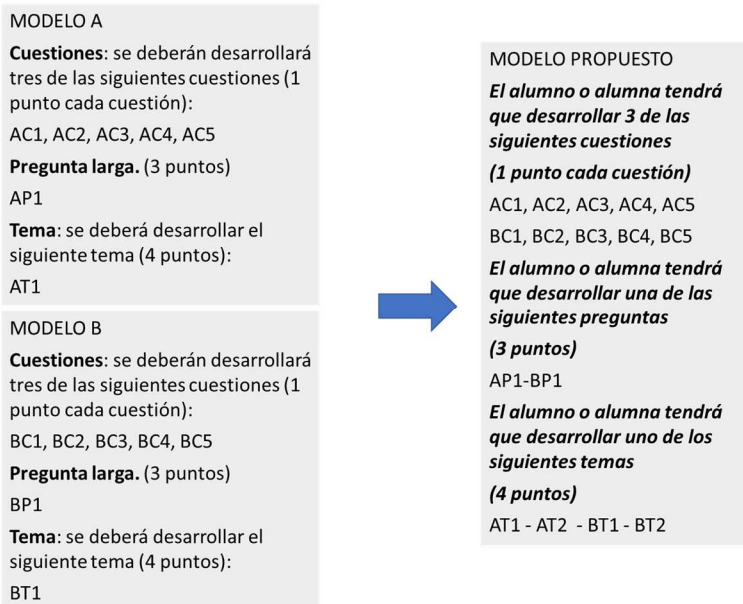 MODELO A
Cuestiones: se deberán desarrollará
tres de las siguientes cuestiones (1
punto cada cuestión):
AC1, AC2, AC3, AC4, AC5
Pregunta larga. (3 puntos)
AP1
Tema: se deberá desarrollar el
siguiente tema (4 puntos):
AT1
MODELO B
Cuestiones: se deberán desarrollará
tres de las siguientes cuestiones (1
punto cada cuestión):
BC1, BC2, BC3, BC4, BC5
Pregunta larga. (3 puntos)
BP1
Tema: se deberá desarrollar el
siguiente tema (4 puntos):
BT1
MODELO PROPUESTO
El alumno o alumna tendrá
que desarrollar 3 de las
siguientes cuestiones
(1 punto cada cuestión)
AC1, AC2, AC3, AC4, AC5
BC1, BC2, BC3, BC4, BC5
El alumno o alumna tendrá
que desarrollar una de las
siguientes preguntas
(3 puntos)
AP1-BP1
El alumno o alumna tendrá
que desarrollar uno de los
siguientes temas
(4 puntos)
AT1 - AT2 - BT1 - BT2